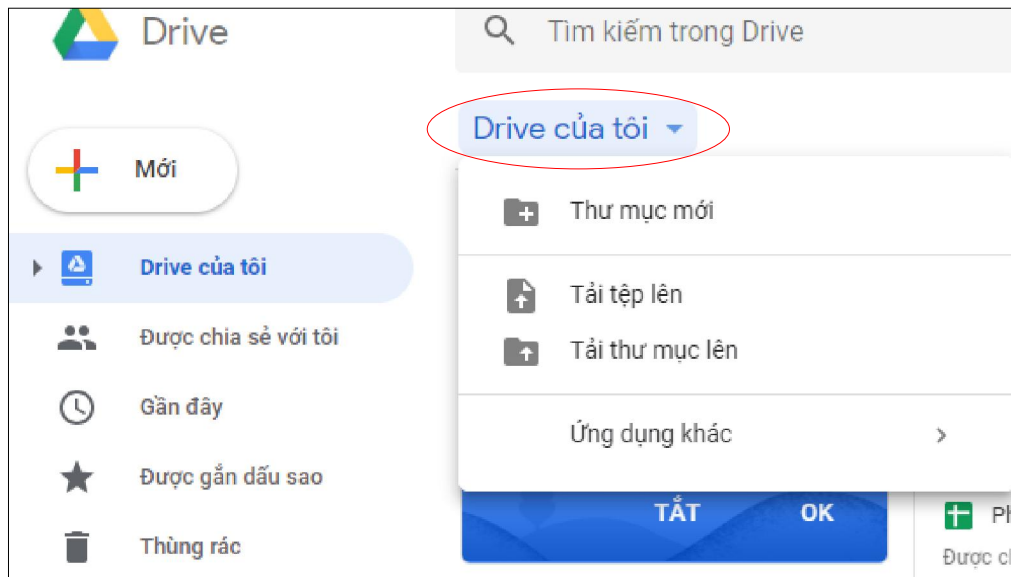 Drive
Tìm kiếm trong Drive
Drive của tôi
Mới
Thư mục mới
Drive của tôi
Tải tệp lên
Được chia sẻ với tôi
Tải thư mục lên
Gần đây
Ứng dụng khác
Được gắn dấu sao
TẮT OK
Thùng rác
Được